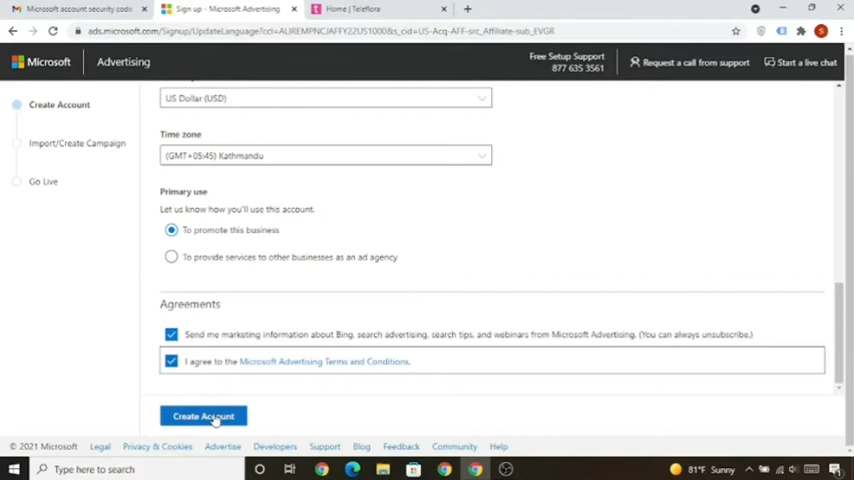 Microsoft account security code
Sign up - Microsoft Advertising
Home | Teleflora
ads.microsoft.com/Signup/UpdateLanguage?ccl=ALIREMPNCJAFFY22US1000&s_cid=US-Acq-AFF-src_Affiliate-sub_EVGR
Microsoft
Advertising
Free Setup Support
877 635 3561
Request a call from support
Start a live chat
Create Account
Import/Create Campaign
Go Live
US Dollar (USD)
Time zone
(GMT+05:45) Kathmandu
Primary use
Let us know how you'll use this account.
To promote this business
To provide services to other businesses as an ad agency
Agreements
Send me marketing information about Bing, search advertising, search tips, and webinars from Microsoft Advertising. (You can always unsubscribe.)
I agree to the Microsoft Advertising Terms and Conditions.
Create Account
© 2021 Microsoft Legal Privacy & Cookies Advertise Developers Support Blog Feedback Community Help
Type here to search
81°F Sunny